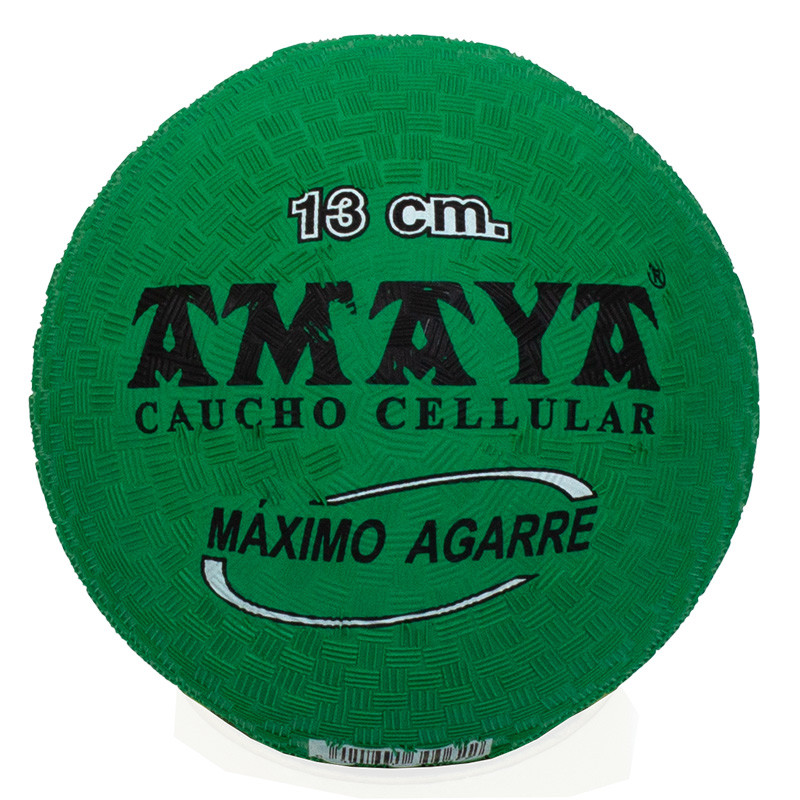 13 cm.
AMAYA®
CAUCHO CELLULAR
MÁXIMO AGARRE